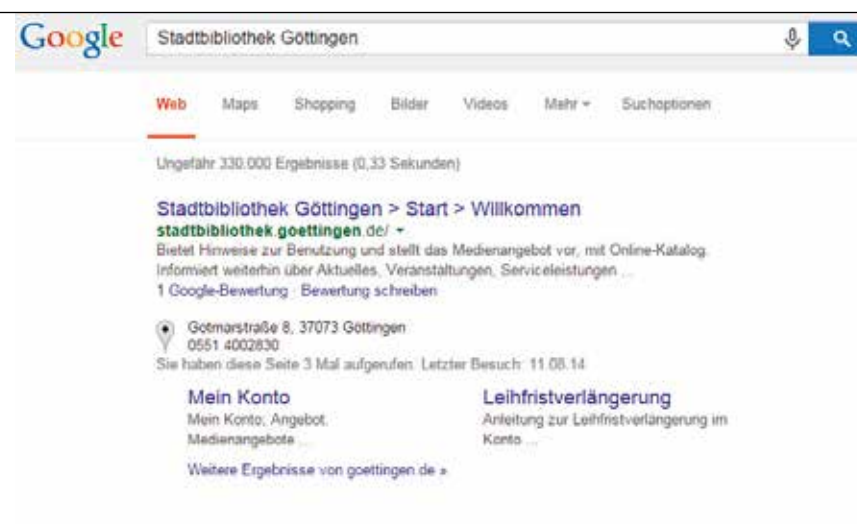 Google Stadtbibliothek Göttingen
Web Maps Shopping Bilder Videos Mehr Suchoptionen
Ungefähr 330.000 Ergebnisse (0,33 Sekunden)
Stadtbibliothek Göttingen > Start > Willkommen
stadtbibliothek.goettingen.de/
Bietet Hinweise zur Benutzung und stellt das Medienangebot vor, mit Online-Katalog.
Informiert weiterhin über Aktuelles, Veranstaltungen, Serviceleistungen ...
1 Google-Bewertung · Bewertung schreiben
Gotmarstraße 8, 37073 Göttingen
0551 4002830
Sie haben diese Seite 3 Mal aufgerufen. Letzter Besuch: 11.08.14
Mein Konto
Mein Konto; Angebot.
Medienangebote ...
Leihfristverlängerung
Anleitung zur Leihfristverlängerung im
Konto ...
Weitere Ergebnisse von goettingen.de »